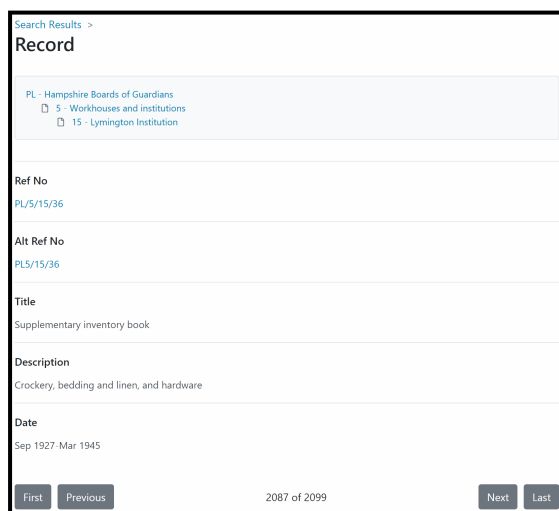 Search Results >
Record
PL - Hampshire Boards of Guardians
5 - Workhouses and institutions
15 - Lymington Institution
Ref No
PL/5/15/36
Alt Ref No
PL5/15/36
Title
Supplementary inventory book
Description
Crockery, bedding and linen, and hardware
Date
Sep 1927-Mar 1945
First Previous 2087 of 2099 Next Last